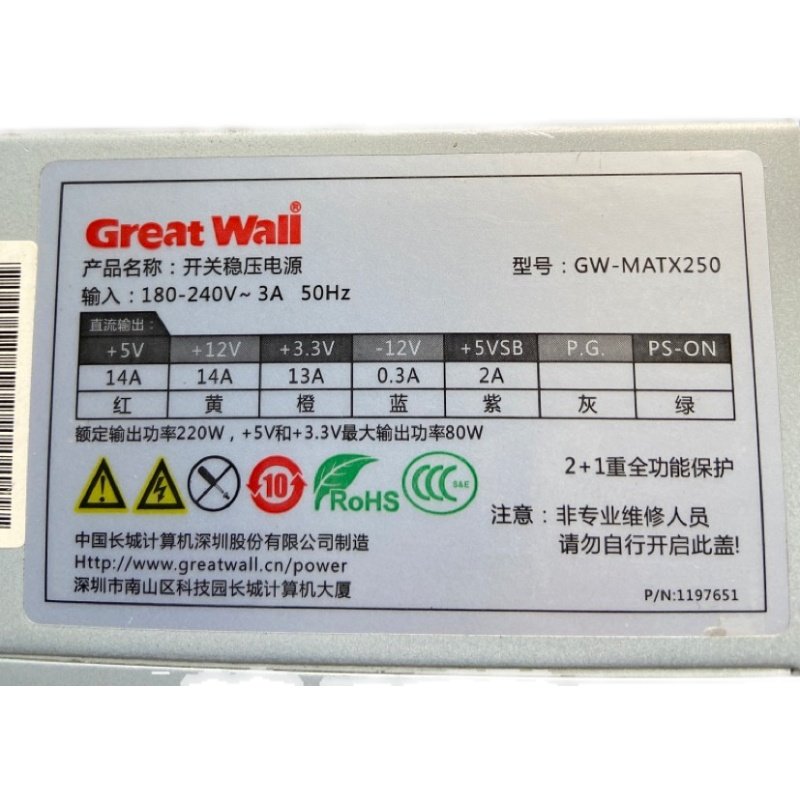 Great Wall®
产品名称：开关稳压电源 型号：GW-MATX250
输入：180-240V~ 3A 50Hz
直流输出：
+5V +12V +3.3V -12V +5VSB P.G. PS-ON
14A 14A 13A 0.3A 2A
红 黄 橙 蓝 紫 灰 绿
额定输出功率220W，+5V和+3.3V最大输出功率80W
10
RoHS
CCC S&E
2+1重全功能保护
注意：非专业维修人员
请勿自行开启此盖!
中国长城计算机深圳股份有限公司制造
Http://www.greatwall.cn/power
深圳市南山区科技园长城计算机大厦
P/N:1197651